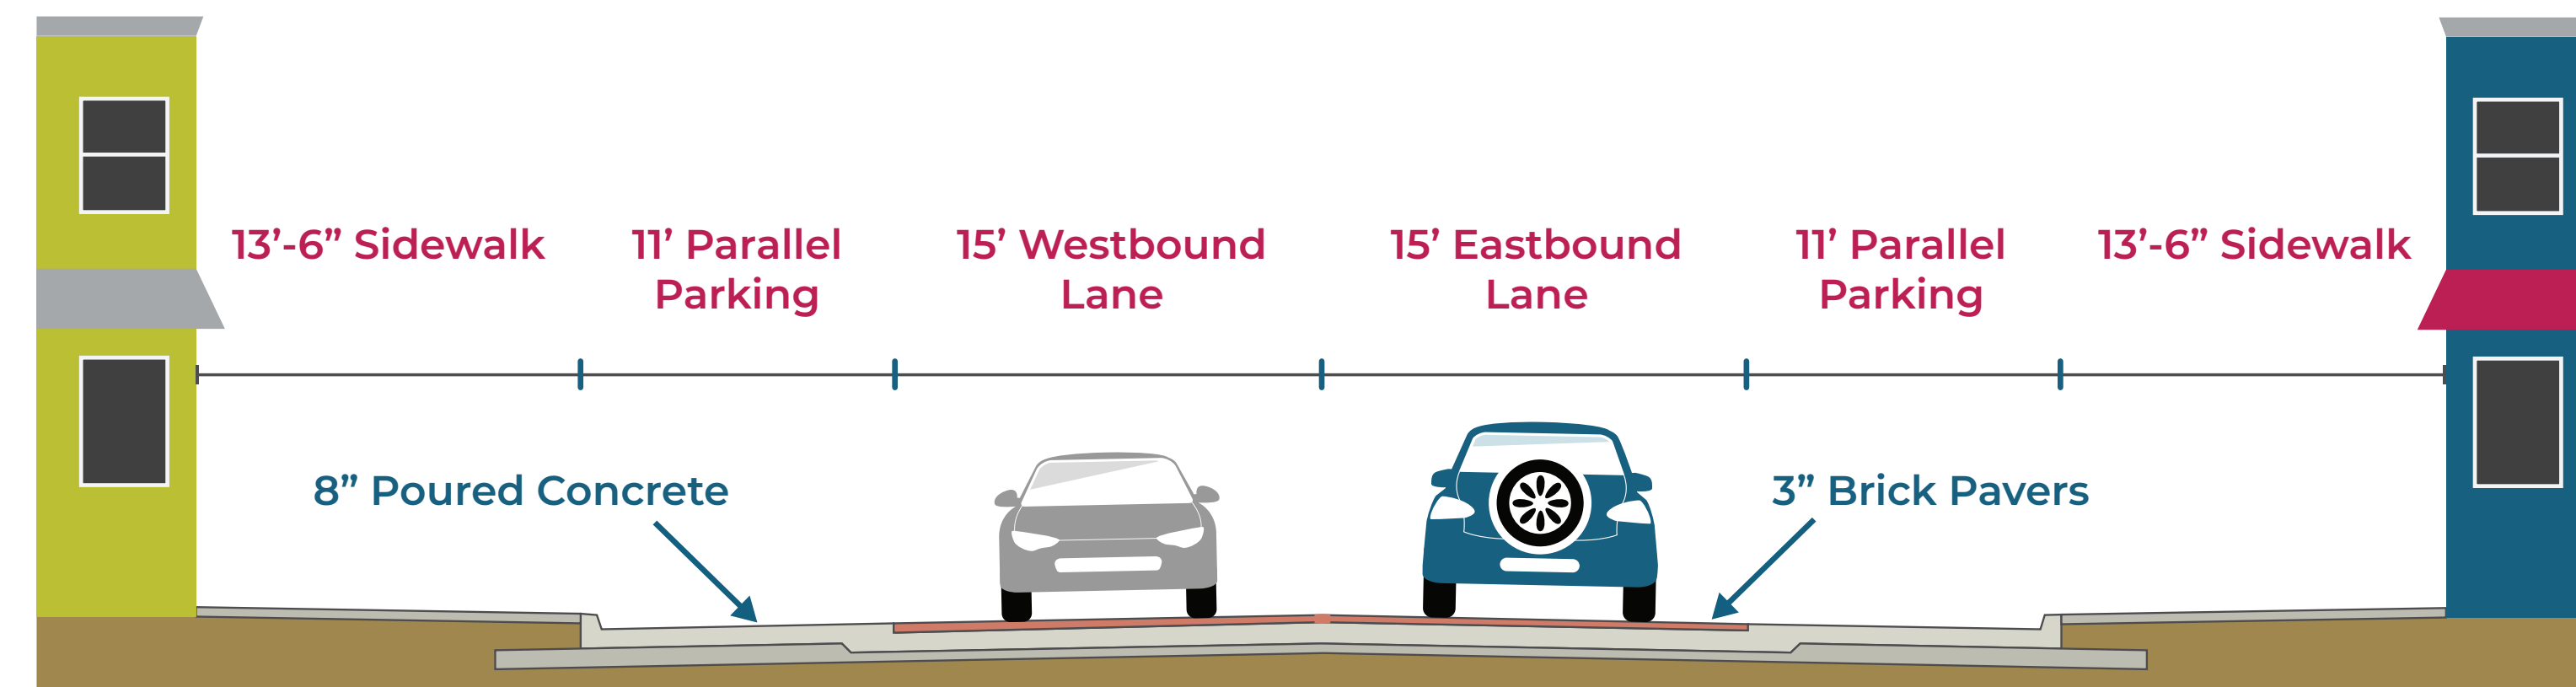 13’-6” Sidewalk
11’ Parallel
Parking
15’ Westbound
Lane
15’ Eastbound
Lane
11’ Parallel
Parking
13’-6” Sidewalk
8” Poured Concrete
3” Brick Pavers